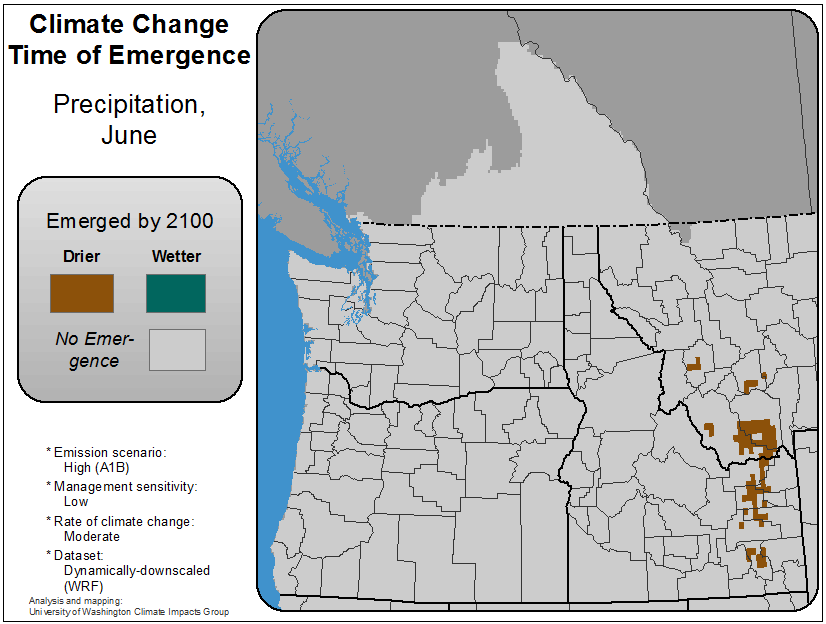 Climate Change
Time of Emergence
Precipitation,
June
Emerged by 2100
Drier Wetter
No Emer-
gence
* Emission scenario:
High (A1B)
* Management sensitivity:
Low
* Rate of climate change:
Moderate
* Dataset:
Dynamically-downscaled
(WRF)
Analysis and mapping:
University of Washington Climate Impacts Group